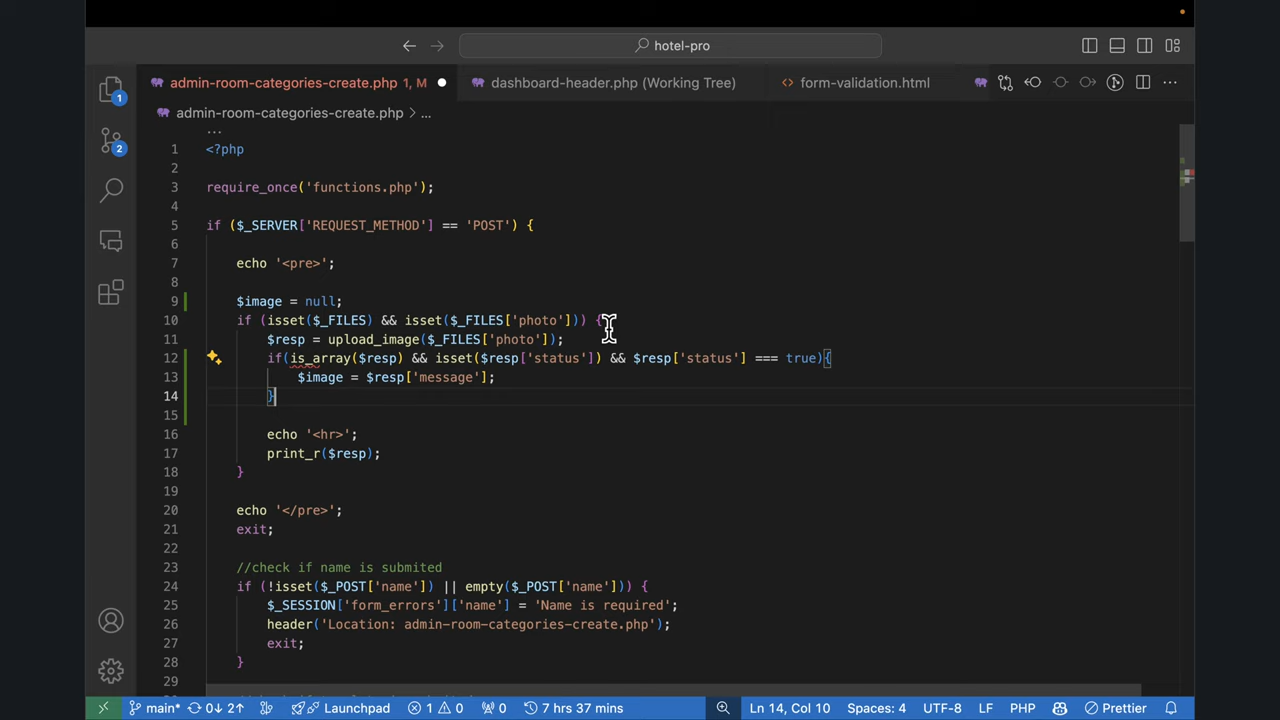 hotel-pro
admin-room-categories-create.php 1, M
dashboard-header.php (Working Tree)
form-validation.html
admin-room-categories-create.php > ...
...
1 <?php
2
3 require_once('functions.php');
4
5 if ($_SERVER['REQUEST_METHOD'] == 'POST') {
6
7 echo '<pre>';
8
9 $image = null;
10 if (isset($_FILES) && isset($_FILES['photo'])) {
11 $resp = upload_image($_FILES['photo']);
12 if(is_array($resp) && isset($resp['status']) && $resp['status'] === true){
13 $image = $resp['message'];
14 }
15
16 echo '<hr>';
17 print_r($resp);
18 }
19
20 echo '</pre>';
21 exit;
22
23 //check if name is submited
24 if (!isset($_POST['name']) || empty($_POST['name'])) {
25 $_SESSION['form_errors']['name'] = 'Name is required';
26 header('Location: admin-room-categories-create.php');
27 exit;
28 }
29
1
2
main* 0↓ 2↑ Launchpad 1 0 0 7 hrs 37 mins Ln 14, Col 10 Spaces: 4 UTF-8 LF PHP Prettier